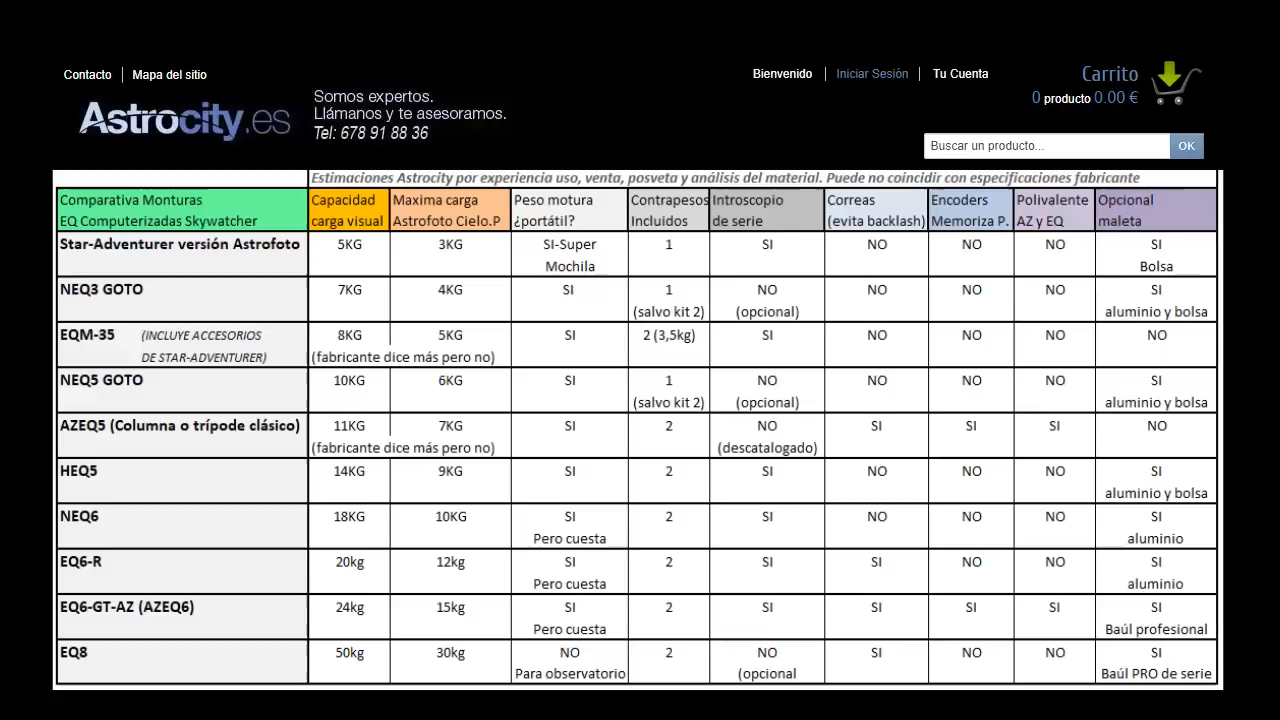 Contacto Mapa del sitio Bienvenido Iniciar Sesión Tu Cuenta Carrito
0 producto 0.00 €
Astrocity.es
Somos expertos.
Llámanos y te asesoramos.
Tel: 678 91 88 36
Buscar un producto... OK
Estimaciones Astrocity por experiencia uso, venta, posveta y análisis del material. Puede no coincidir con especificaciones fabricante
Comparativa Monturas Capacidad Maxima carga Peso motura Contrapesos Introscopio Correas Encoders Polivalente Opcional
EQ Computerizadas Skywatcher carga visual Astrofoto Cielo.P ¿portátil? Incluidos de serie (evita backlash) Memoriza P. AZ y EQ maleta
Star-Adventurer versión Astrofoto 5KG 3KG SI-Super 1 SI NO NO NO SI
Mochila Bolsa
NEQ3 GOTO 7KG 4KG SI 1 NO NO NO NO SI
(salvo kit 2) (opcional) aluminio y bolsa
EQM-35 (INCLUYE ACCESORIOS 8KG 5KG SI 2 (3,5kg) SI NO NO NO NO
DE STAR-ADVENTURER) (fabricante dice más pero no)
NEQ5 GOTO 10KG 6KG SI 1 NO NO NO NO SI
(salvo kit 2) (opcional) aluminio y bolsa
AZEQ5 (Columna o trípode clásico) 11KG 7KG SI 2 NO SI SI SI NO
(fabricante dice más pero no) (descatalogado)
HEQ5 14KG 9KG SI 2 SI NO NO NO SI
aluminio y bolsa
NEQ6 18KG 10KG SI 2 SI NO NO NO SI
Pero cuesta aluminio
EQ6-R 20kg 12kg SI 2 SI SI NO NO SI
Pero cuesta aluminio
EQ6-GT-AZ (AZEQ6) 24kg 15kg SI 2 SI SI SI SI SI
Pero cuesta Baúl profesional
EQ8 50kg 30kg NO 2 NO SI NO NO SI
Para observatorio (opcional Baúl PRO de serie